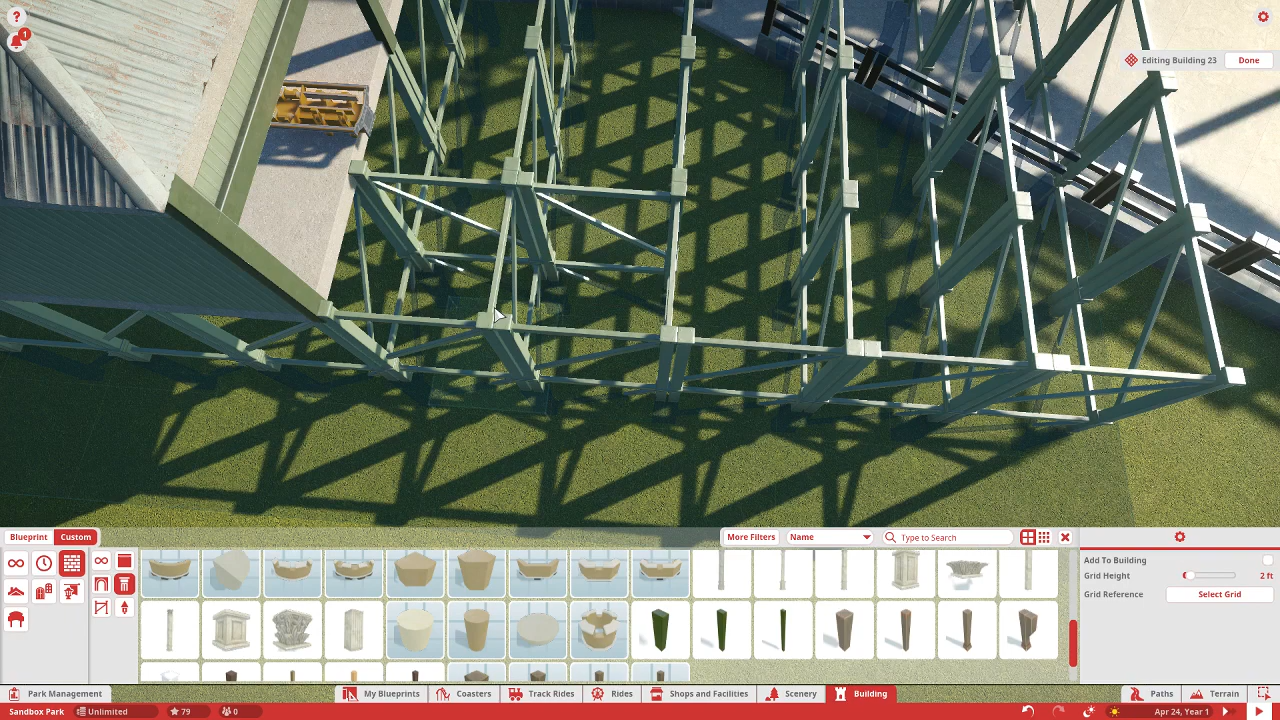 ?
1
Editing Building 23
Done
Blueprint
Custom
More Filters
Name
Type to Search
Add To Building
Grid Height
2 ft
Grid Reference
Select Grid
Park Management
My Blueprints
Coasters
Track Rides
Rides
Shops and Facilities
Scenery
Building
Paths
Terrain
Sandbox Park
Unlimited
79
0
Apr 24, Year 1